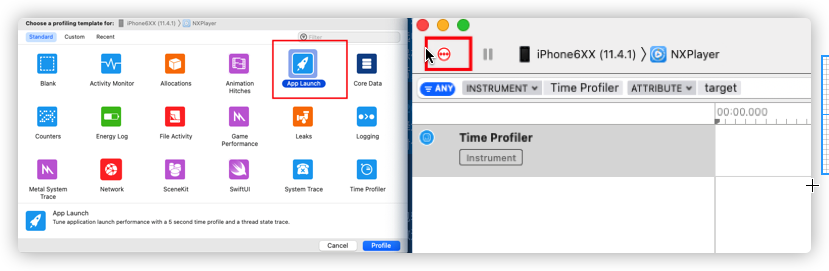 Choose a profiling template for: iPhone6XX (11.4.1) 〉 NXPlayer
Standard Custom Recent Filter
Blank Activity Monitor Allocations Animation Hitches App Launch Core Data
Counters Energy Log File Activity Game Performance Leaks Logging
Metal System Trace Network SceneKit SwiftUI System Trace Time Profiler
App Launch
Tune application launch performance with a 5 second time profile and a thread state trace.
Cancel Profile
iPhone6XX (11.4.1) 〉 NXPlayer
ANY INSTRUMENT Time Profiler ATTRIBUTE target
00:00.000
Time Profiler
Instrument